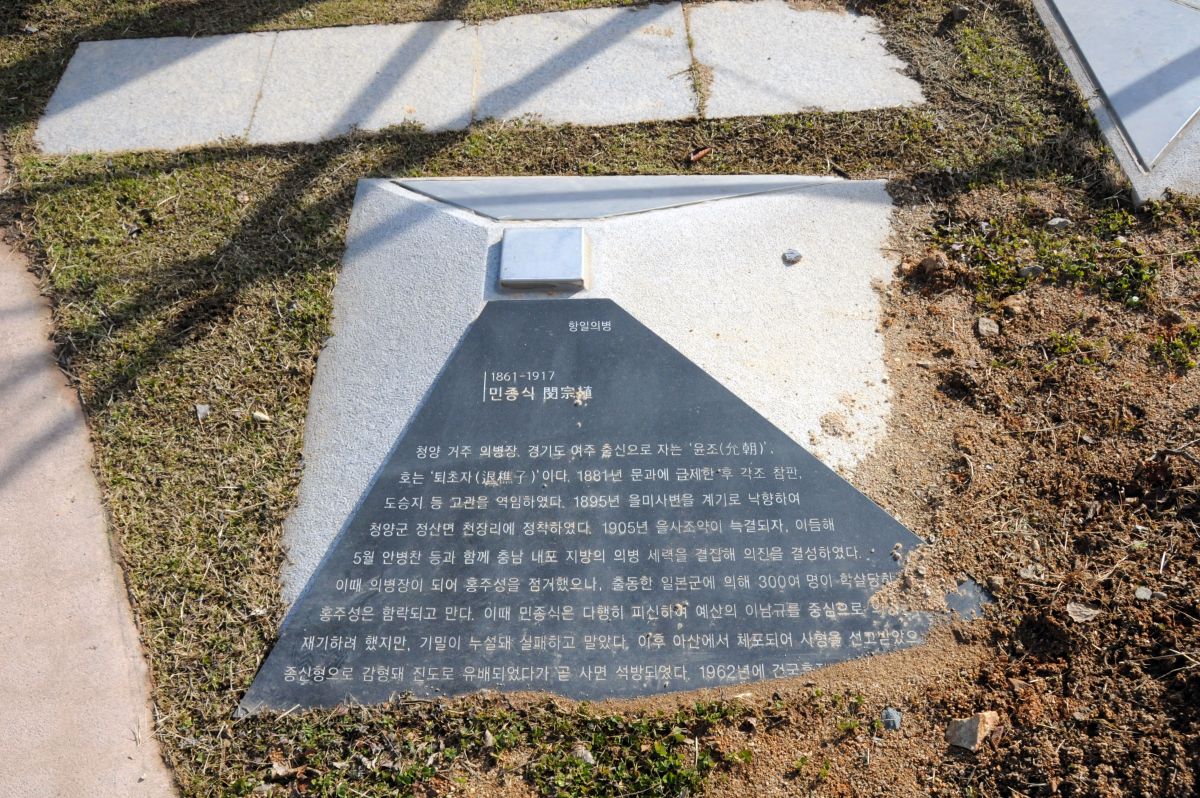 항일의병
1861-1917
민종식 閔宗植
청양 거주 의병장. 경기도 여주 출신으로 자는 '윤조(允朝)',
호는 '퇴초자(退樵子)'이다. 1881년 문과에 급제한 후 각조 참판,
도승지 등 고관을 역임하였다. 1895년 을미사변을 계기로 낙향하여
청양군 정산면 천장리에 정착하였다. 1905년 을사조약이 늑결되자, 이듬해
5월 안병찬 등과 함께 충남 내포 지방의 의병 세력을 결집해 의진을 결성하였다.
이때 의병장이 되어 홍주성을 점거했으나, 출동한 일본군에 의해 300여 명이 학살당한
홍주성은 함락되고 만다. 이때 민종식은 다행히 피신하여 예산의 이남규를 중심으로
재기하려 했지만, 기밀이 누설돼 실패하고 말았다. 이후 아산에서 체포되어 사형을 선고받았으
종신형으로 감형돼 진도로 유배되었다가 곧 사면 석방되었다. 1962년에 건국훈